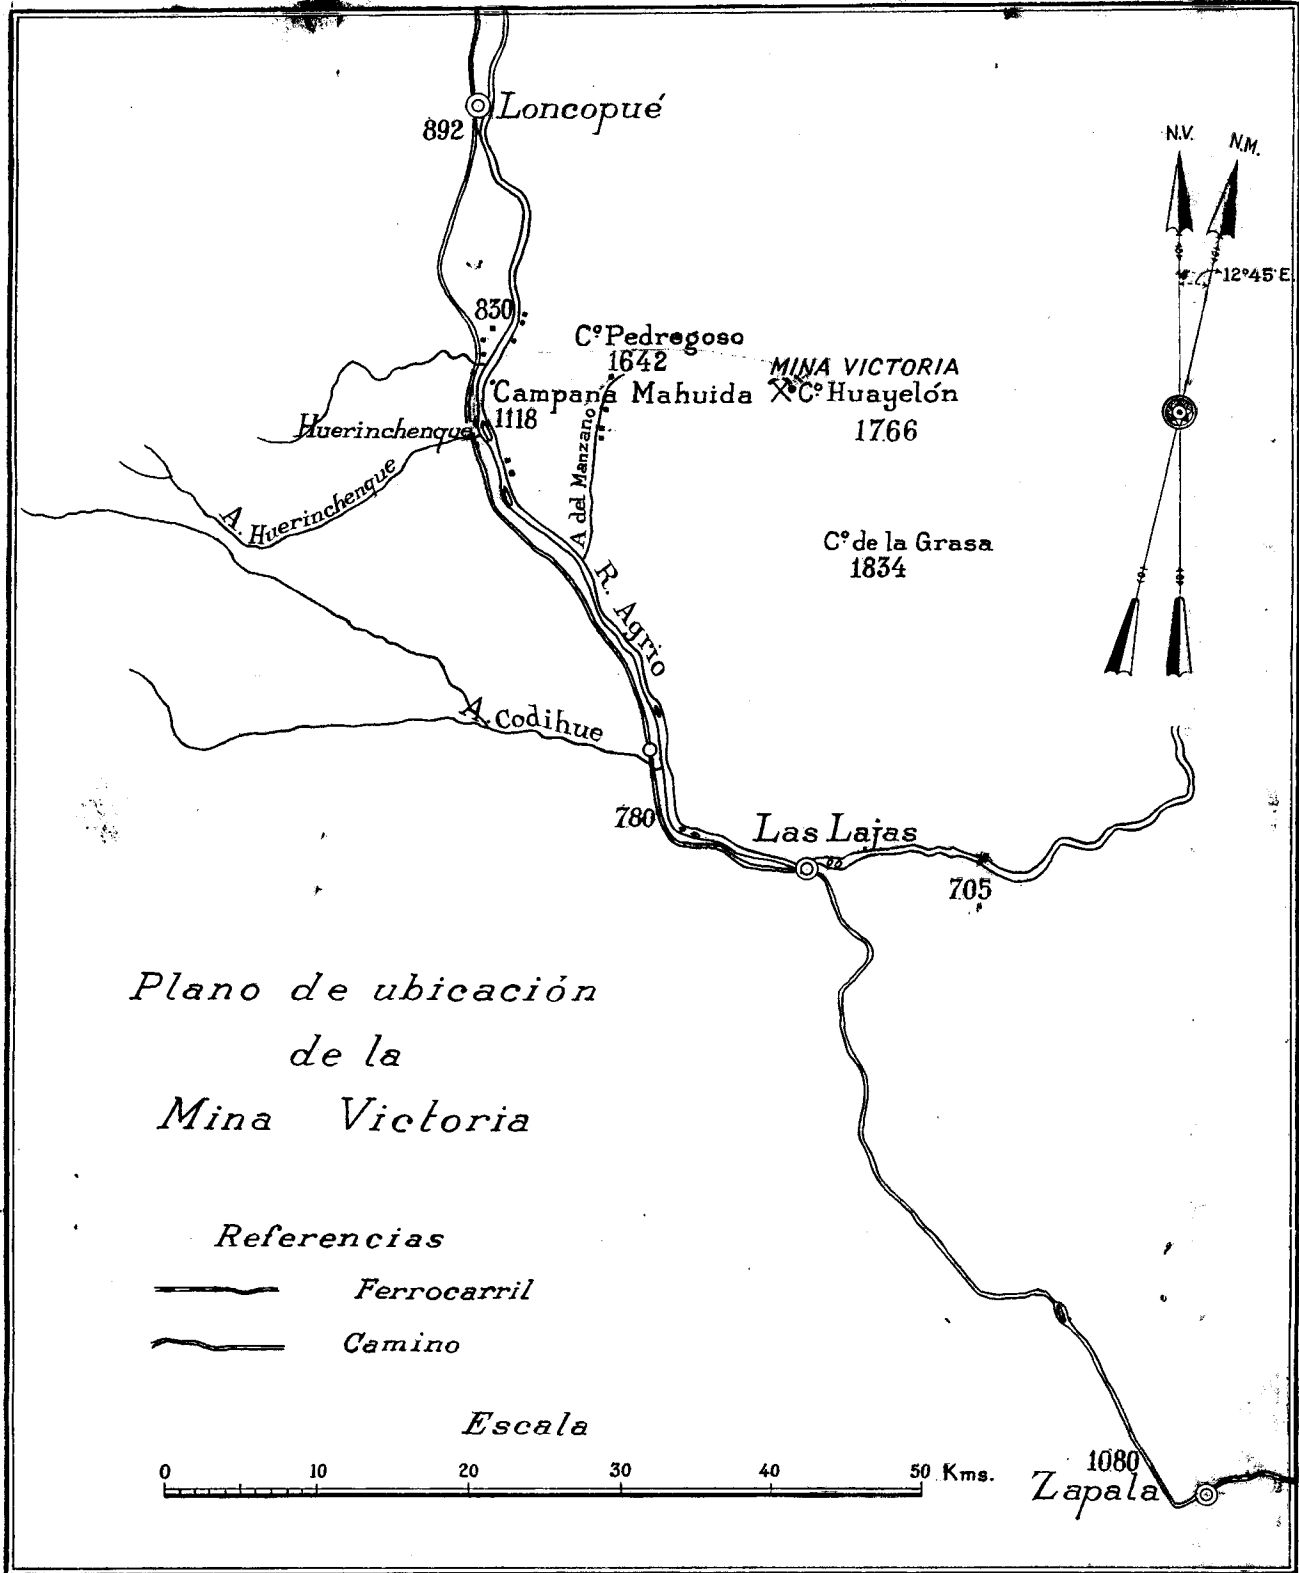 Loncopué
892
N.V.
N.M.
12°45'E.
830
Cº Pedregoso
1642
MINA VICTORIA
Campana Mahuida
Cº Huayelón
1118
1766
Huerinchenque
A. Huerinchenque
A del Manzano
Cº de la Grasa
1834
R. Agrio
A. Codihue
780
Las Lajas
705
Plano de ubicación
de la
Mina Victoria
Referencias
Ferrocarril
Camino
Escala
0 10 20 30 40 50 Kms.
1080
Zapala